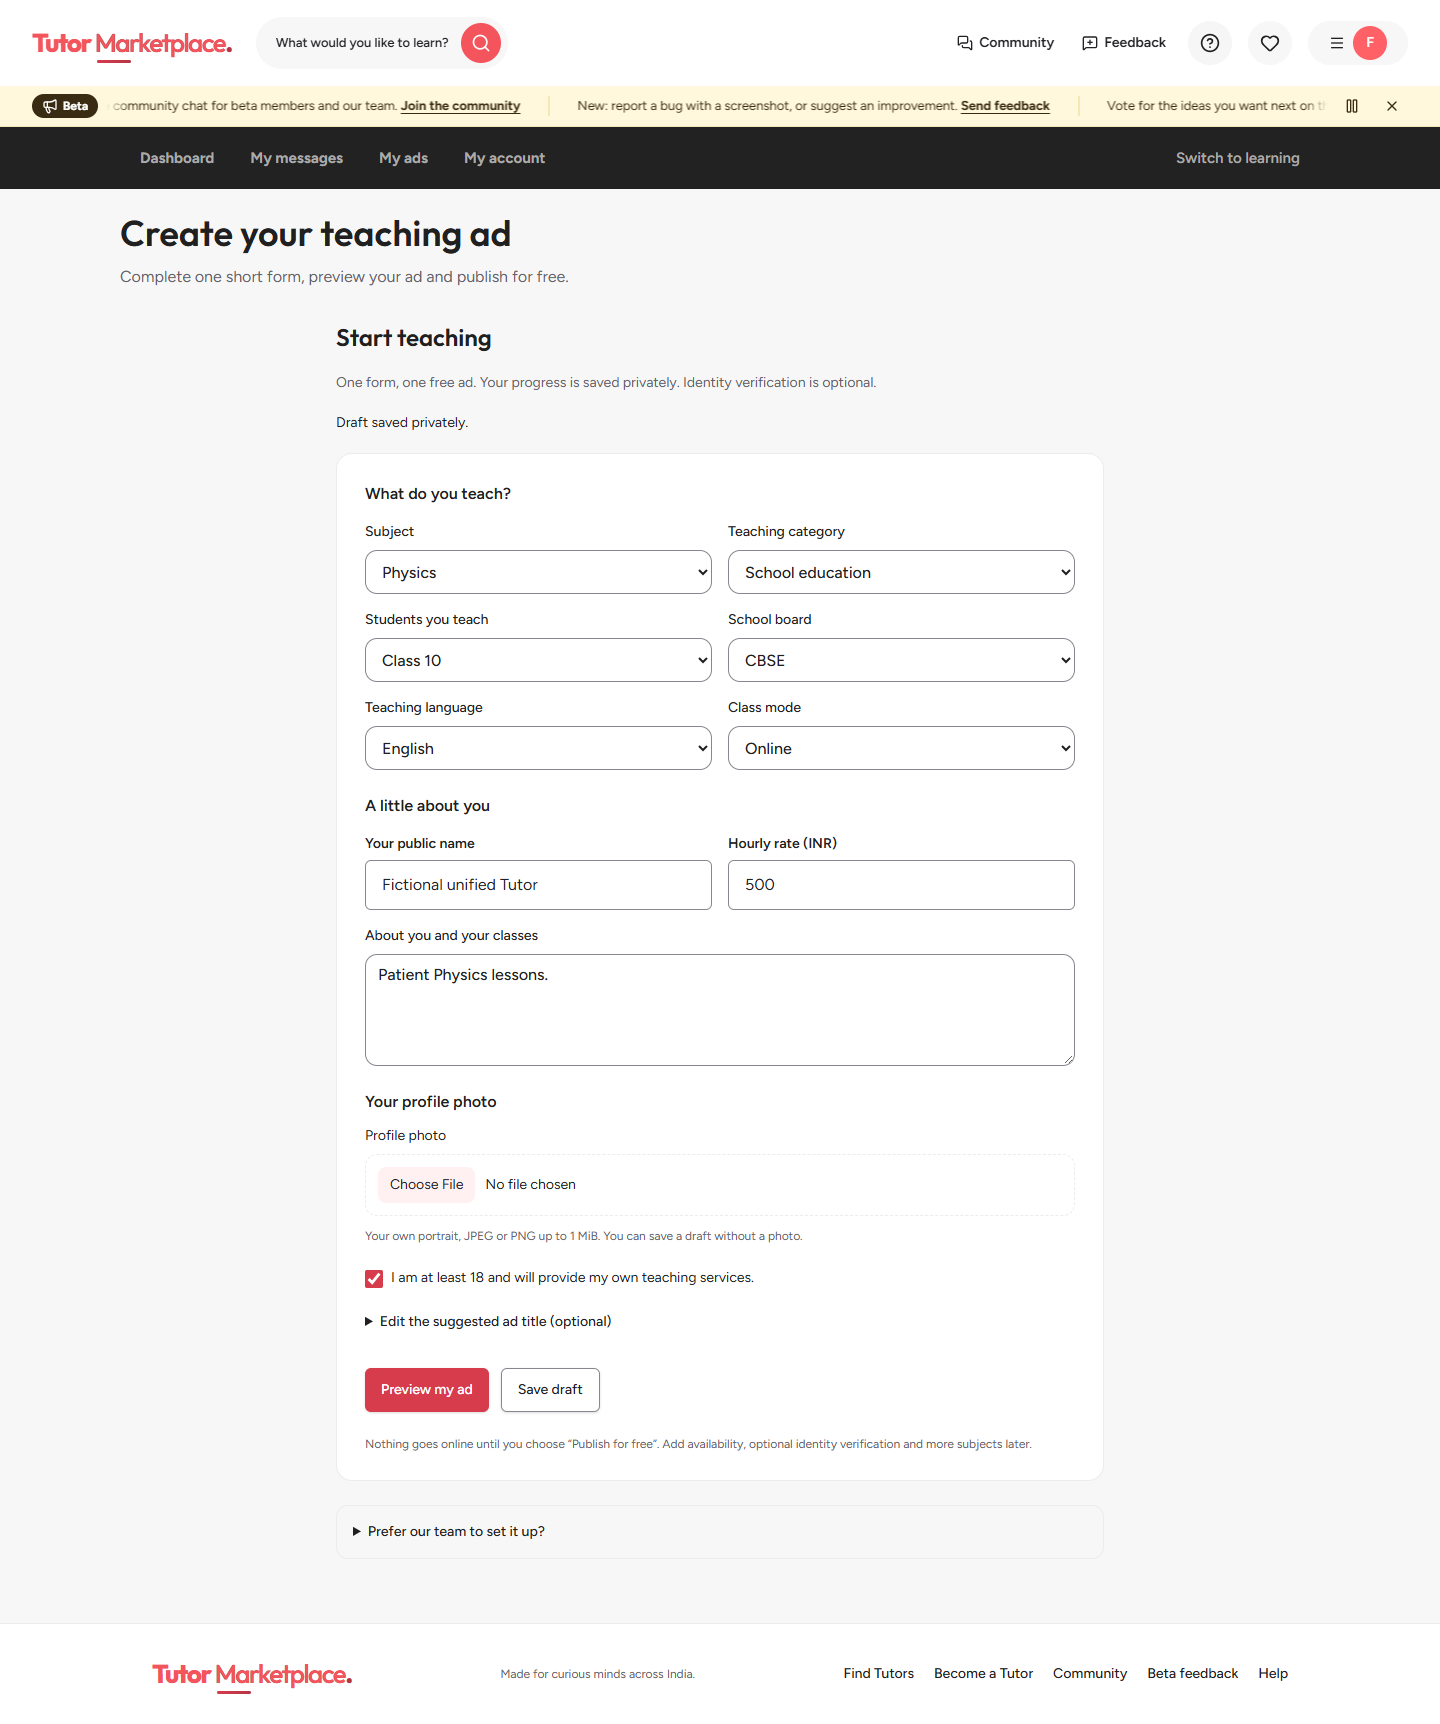 Tutor Marketplace.
What would you like to learn?
Community
Feedback
F
Beta
community chat for beta members and our team. Join the community
New: report a bug with a screenshot, or suggest an improvement. Send feedback
Vote for the ideas you want next on
Dashboard
My messages
My ads
My account
Switch to learning
Create your teaching ad
Complete one short form, preview your ad and publish for free.
Start teaching
One form, one free ad. Your progress is saved privately. Identity verification is optional.
Draft saved privately.
What do you teach?
Subject
Teaching category
Physics
School education
Students you teach
School board
Class 10
CBSE
Teaching language
Class mode
English
Online
A little about you
Your public name
Hourly rate (INR)
Fictional unified Tutor
500
About you and your classes
Patient Physics lessons.
Your profile photo
Profile photo
Choose File
No file chosen
Your own portrait, JPEG or PNG up to 1 MiB. You can save a draft without a photo.
I am at least 18 and will provide my own teaching services.
Edit the suggested ad title (optional)
Preview my ad
Save draft
Nothing goes online until you choose “Publish for free”. Add availability, optional identity verification and more subjects later.
Prefer our team to set it up?
Tutor Marketplace.
Made for curious minds across India.
Find Tutors
Become a Tutor
Community
Beta feedback
Help